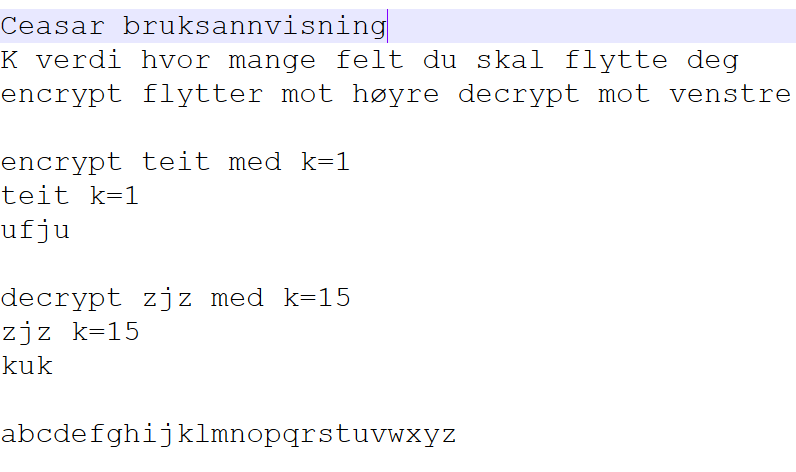 Ceasar bruksannvisning
K verdi hvor mange felt du skal flytte deg
encrypt flytter mot høyre decrypt mot venstre
encrypt teit med k=1
teit k=1
ufju
decrypt zjz med k=15
zjz k=15
kuk
abcdefghijklmnopqrstuvwxyz